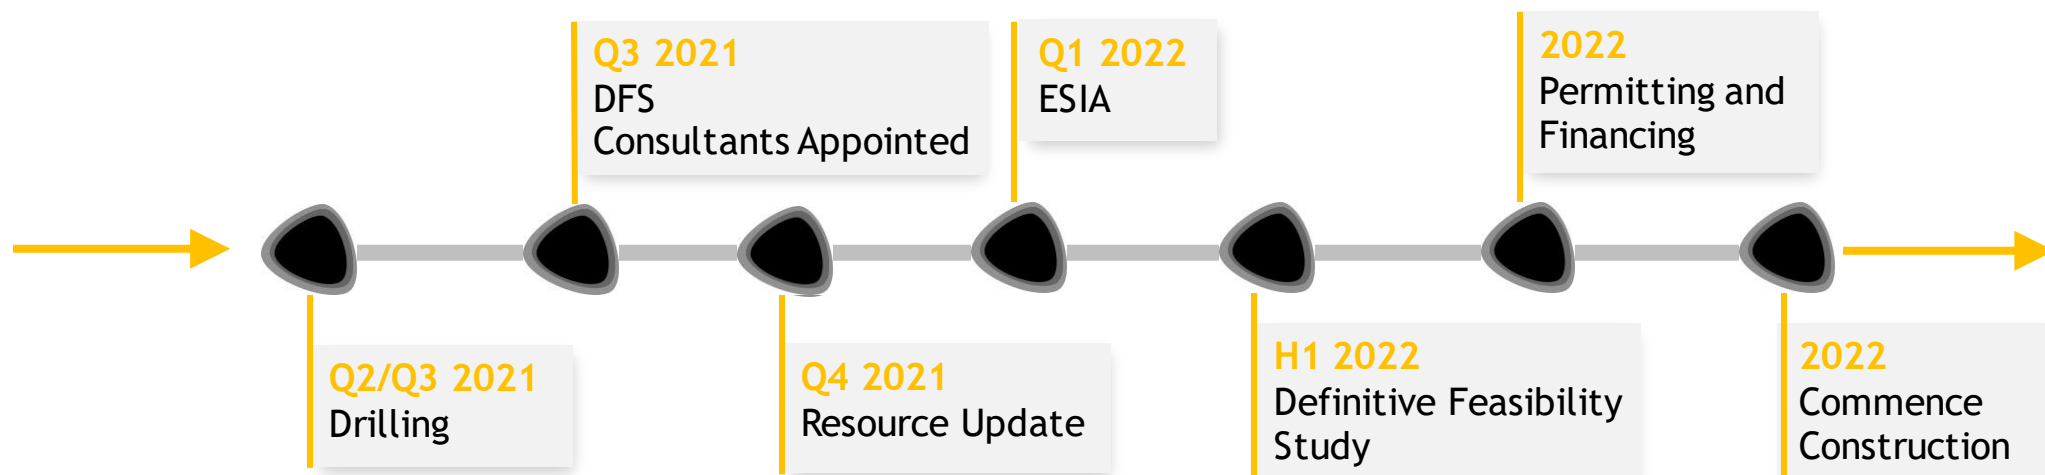 Q3 2021
DFS
Consultants Appointed
Q1 2022
ESIA
2022
Permitting and
Financing
Q2/Q3 2021
Drilling
Q4 2021
Resource Update
H1 2022
Definitive Feasibility
Study
2022
Commence
Construction